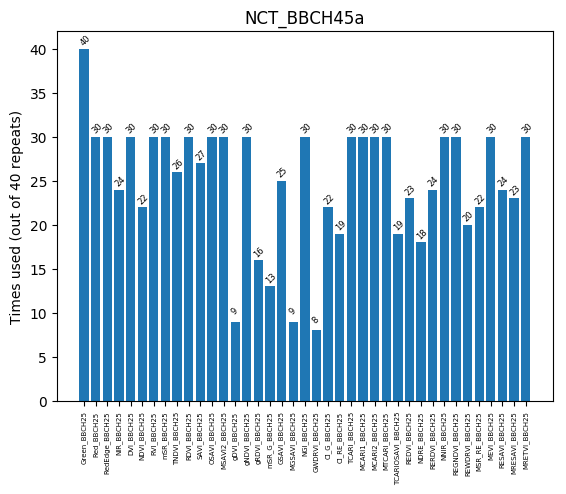 NCT_BBCH45a
Times used (out of 40 repeats)
40
35
30
25
20
15
10
5
0
40
30
30
24
30
22
30
30
26
30
27
30
30
9
30
16
13
25
9
30
8
22
19
30
30
30
30
19
23
18
24
30
30
20
22
30
24
23
30
Green_BBCH25
Red_BBCH25
RedEdge_BBCH25
NIR_BBCH25
DVI_BBCH25
NDVI_BBCH25
RVI_BBCH25
mSR_BBCH25
TNDVI_BBCH25
RDVI_BBCH25
SAVI_BBCH25
OSAVI_BBCH25
MSAVI2_BBCH25
gDVI_BBCH25
gNDVI_BBCH25
gRDVI_BBCH25
mSR_G_BBCH25
GSAVI_BBCH25
MGSAVI_BBCH25
NGI_BBCH25
GWDRVI_BBCH25
CI_G_BBCH25
CI_RE_BBCH25
TCARI_BBCH25
MCARI1_BBCH25
MCARI2_BBCH25
MTCARI_BBCH25
TCARIOSAVI_BBCH25
REDVI_BBCH25
NDRE_BBCH25
RERDVI_BBCH25
NNIR_BBCH25
REGNDVI_BBCH25
REWDRVI_BBCH25
MSR_RE_BBCH25
MEVI_BBCH25
RESAVI_BBCH25
MRESAVI_BBCH25
MRETVI_BBCH25